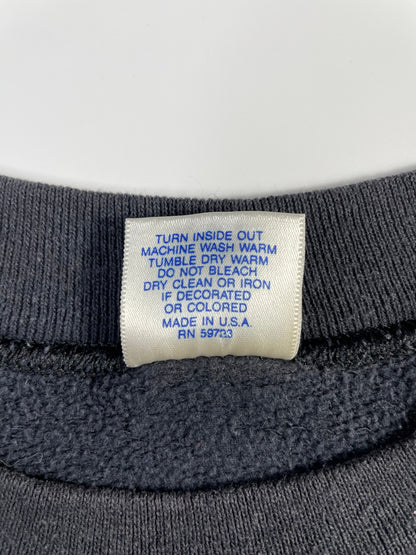 TURN INSIDE OUT
MACHINE WASH WARM
TUMBLE DRY WARM
DO NOT BLEACH
DRY CLEAN OR IRON
IF DECORATED
OR COLORED
MADE IN U.S.A.
RN 59733